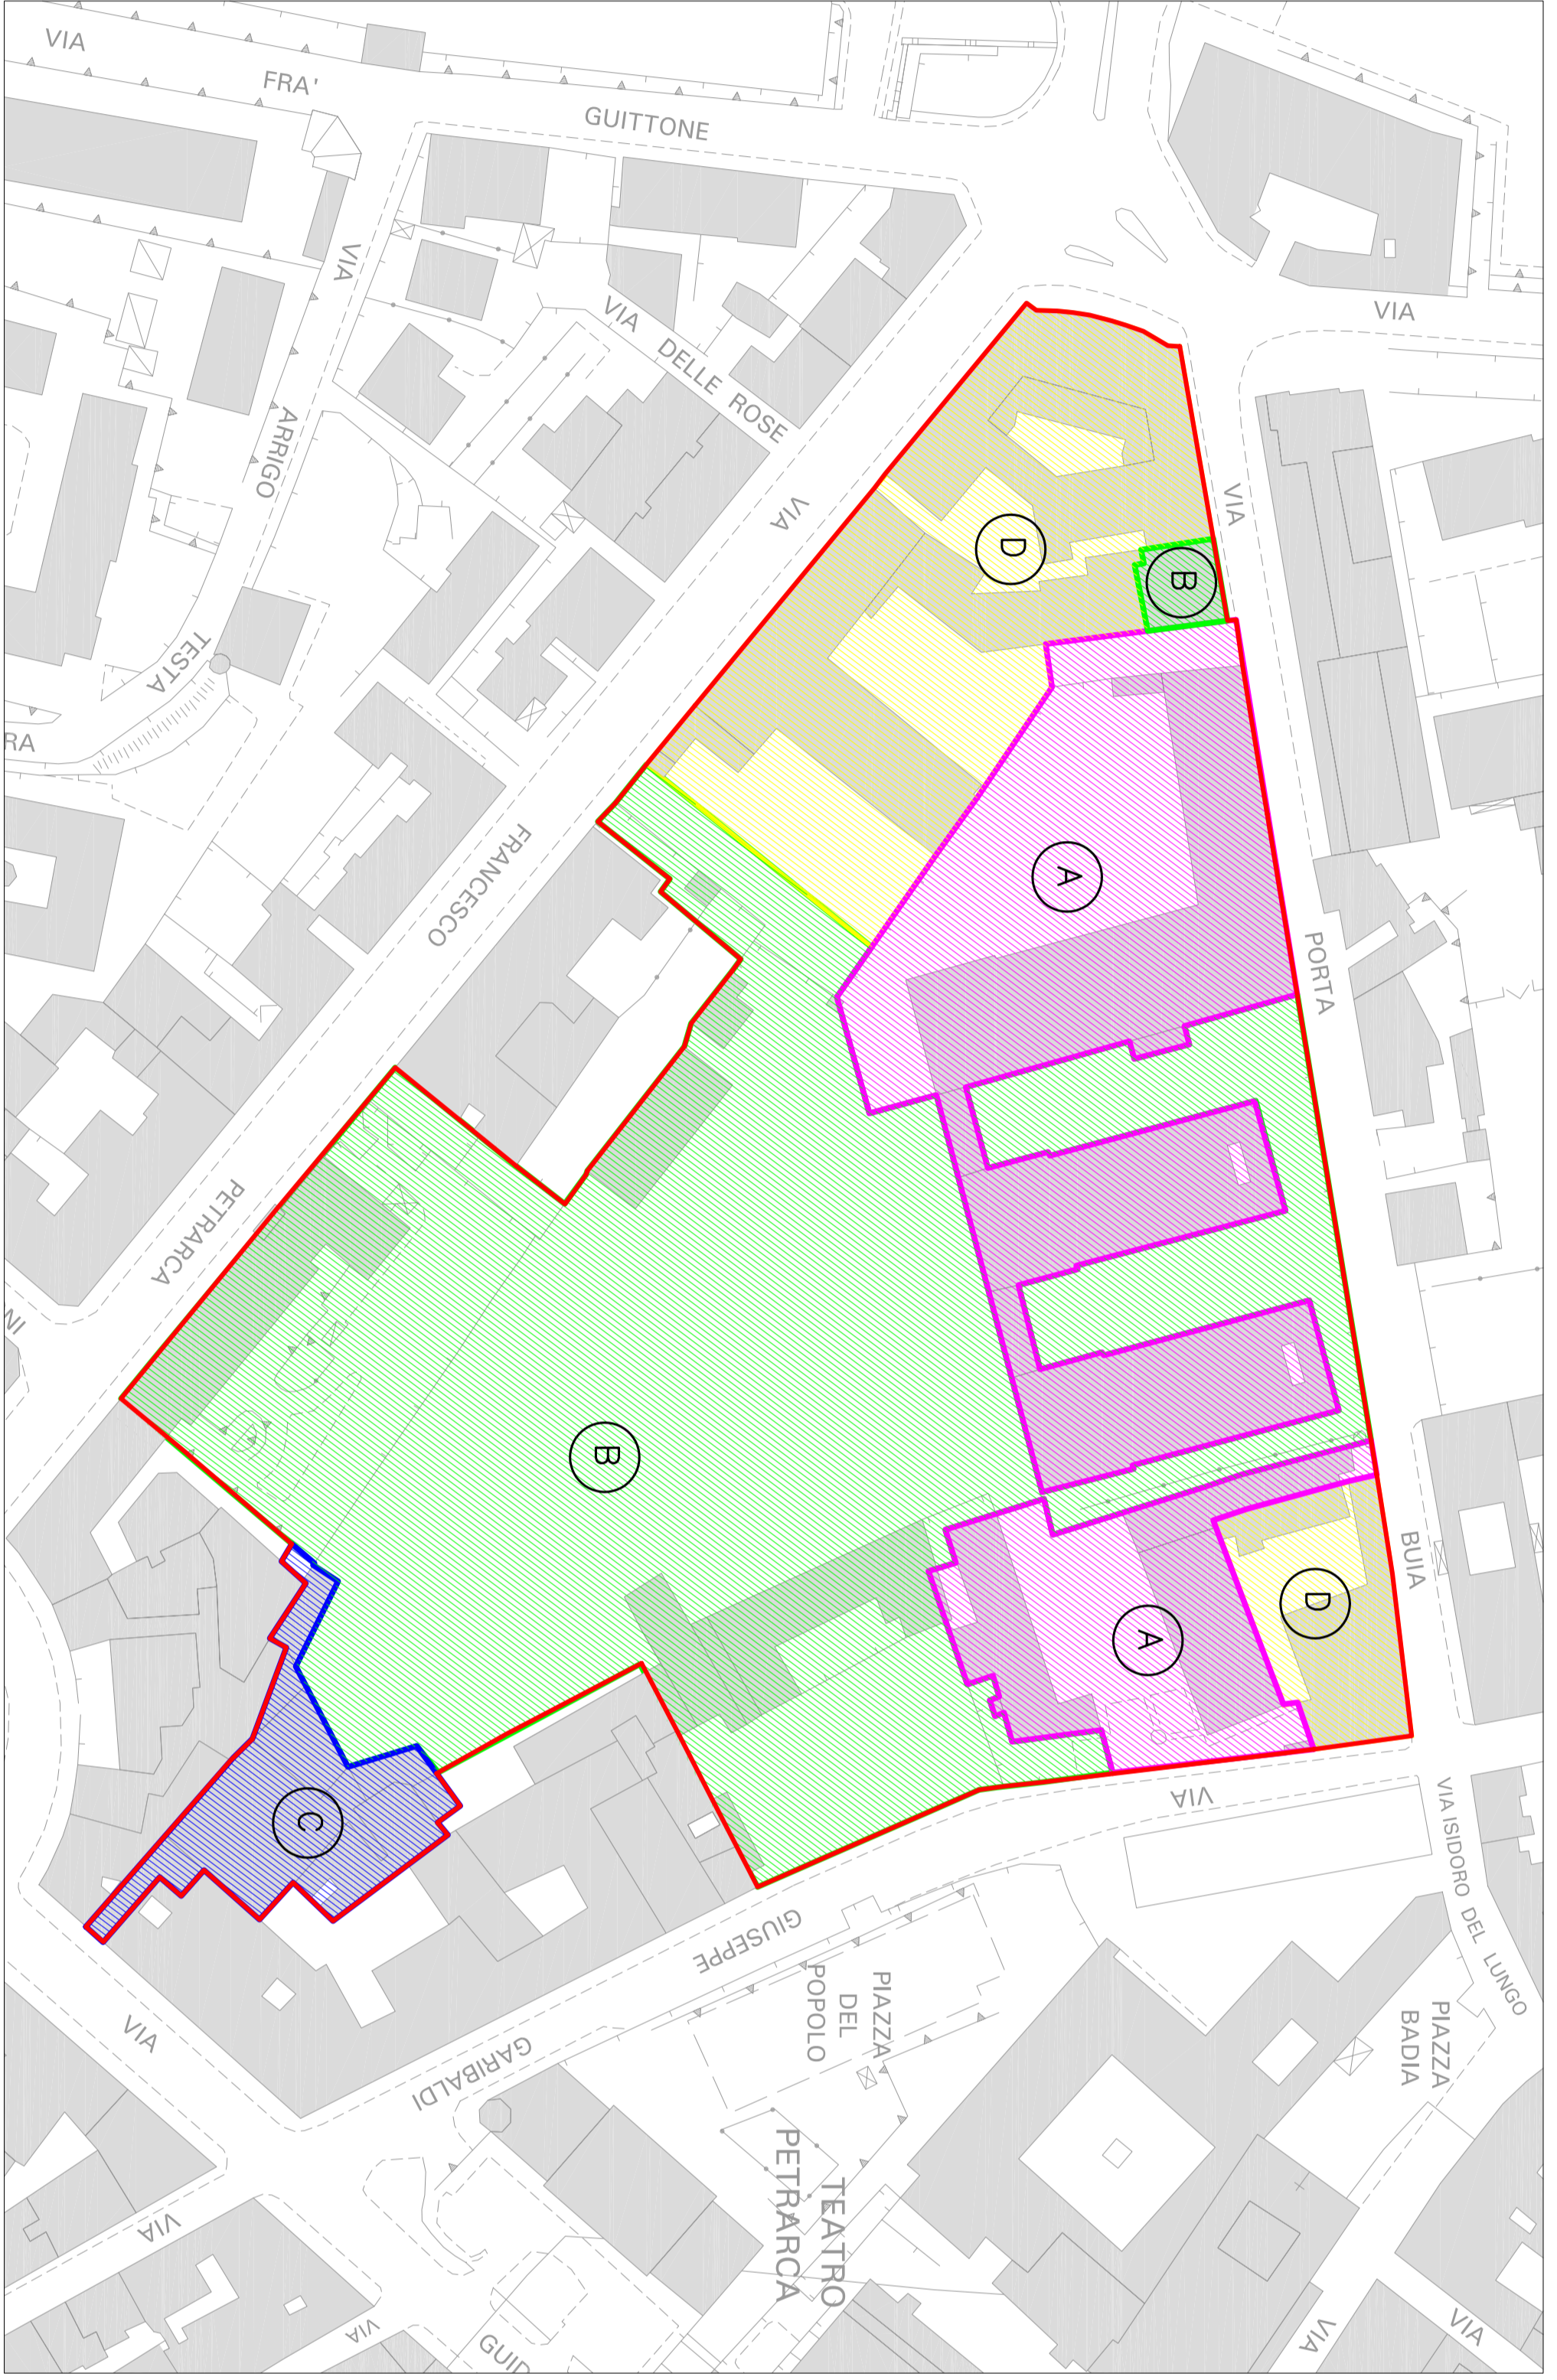 VIA
FRA'
GUITTONE
VIA
ARRIGO
TESTA
VIA
DELLE ROSE
VIA
VIA
VIA
PORTA
BUIA
D
B
A
FRANCESCO
PETRARCA
RA
B
D
A
C
VIA
GIUSEPPE
GARIBALDI
VIA ISIDORO DEL LUNGO
PIAZZA
DEL
POPOLO
PIAZZA
BADIA
TEATRO
PETRARCA
VIA
VIA
VIA
VIA
VIA